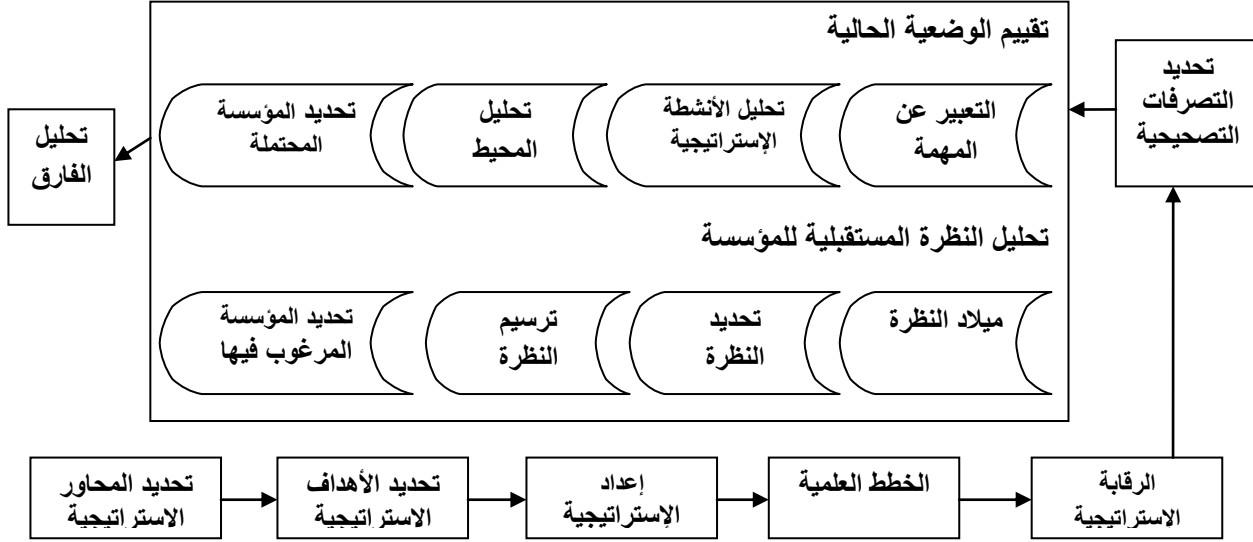 تقييم الوضعية الحالية
تحديد
التصرفات
التصحيحية
التعبير عن
المهمة
تحليل الأنشطة
الإستراتيجية
تحليل
المحيط
تحديد المؤسسة
المحتملة
تحليل
الفارق
تحليل النظرة المستقبلية للمؤسسة
ميلاد النظرة
تحديد
النظرة
ترسيم
النظرة
تحديد المؤسسة
المرغوب فيها
تحديد المحاور
الاستراتيجية
تحديد الأهداف
الاستراتيجية
إعداد
الإستراتيجية
الخطط العلمية
الرقابة
الاستراتيجية